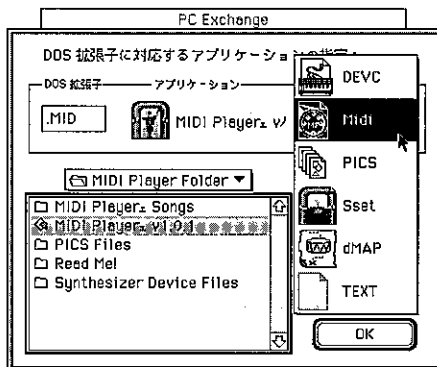 PC Exchange
DOS 拡張子に対応するアプリケーションの指定：
DOS 拡張子
アプリケーション
.MID
MIDI Player
MIDI Player Folder ▼
MIDI Player Songs
MIDI Player v1.0.1
PICS Files
Read Me!
Synthesizer Device Files
DEVC
Midi
PICS
Sset
dMAP
TEXT
OK